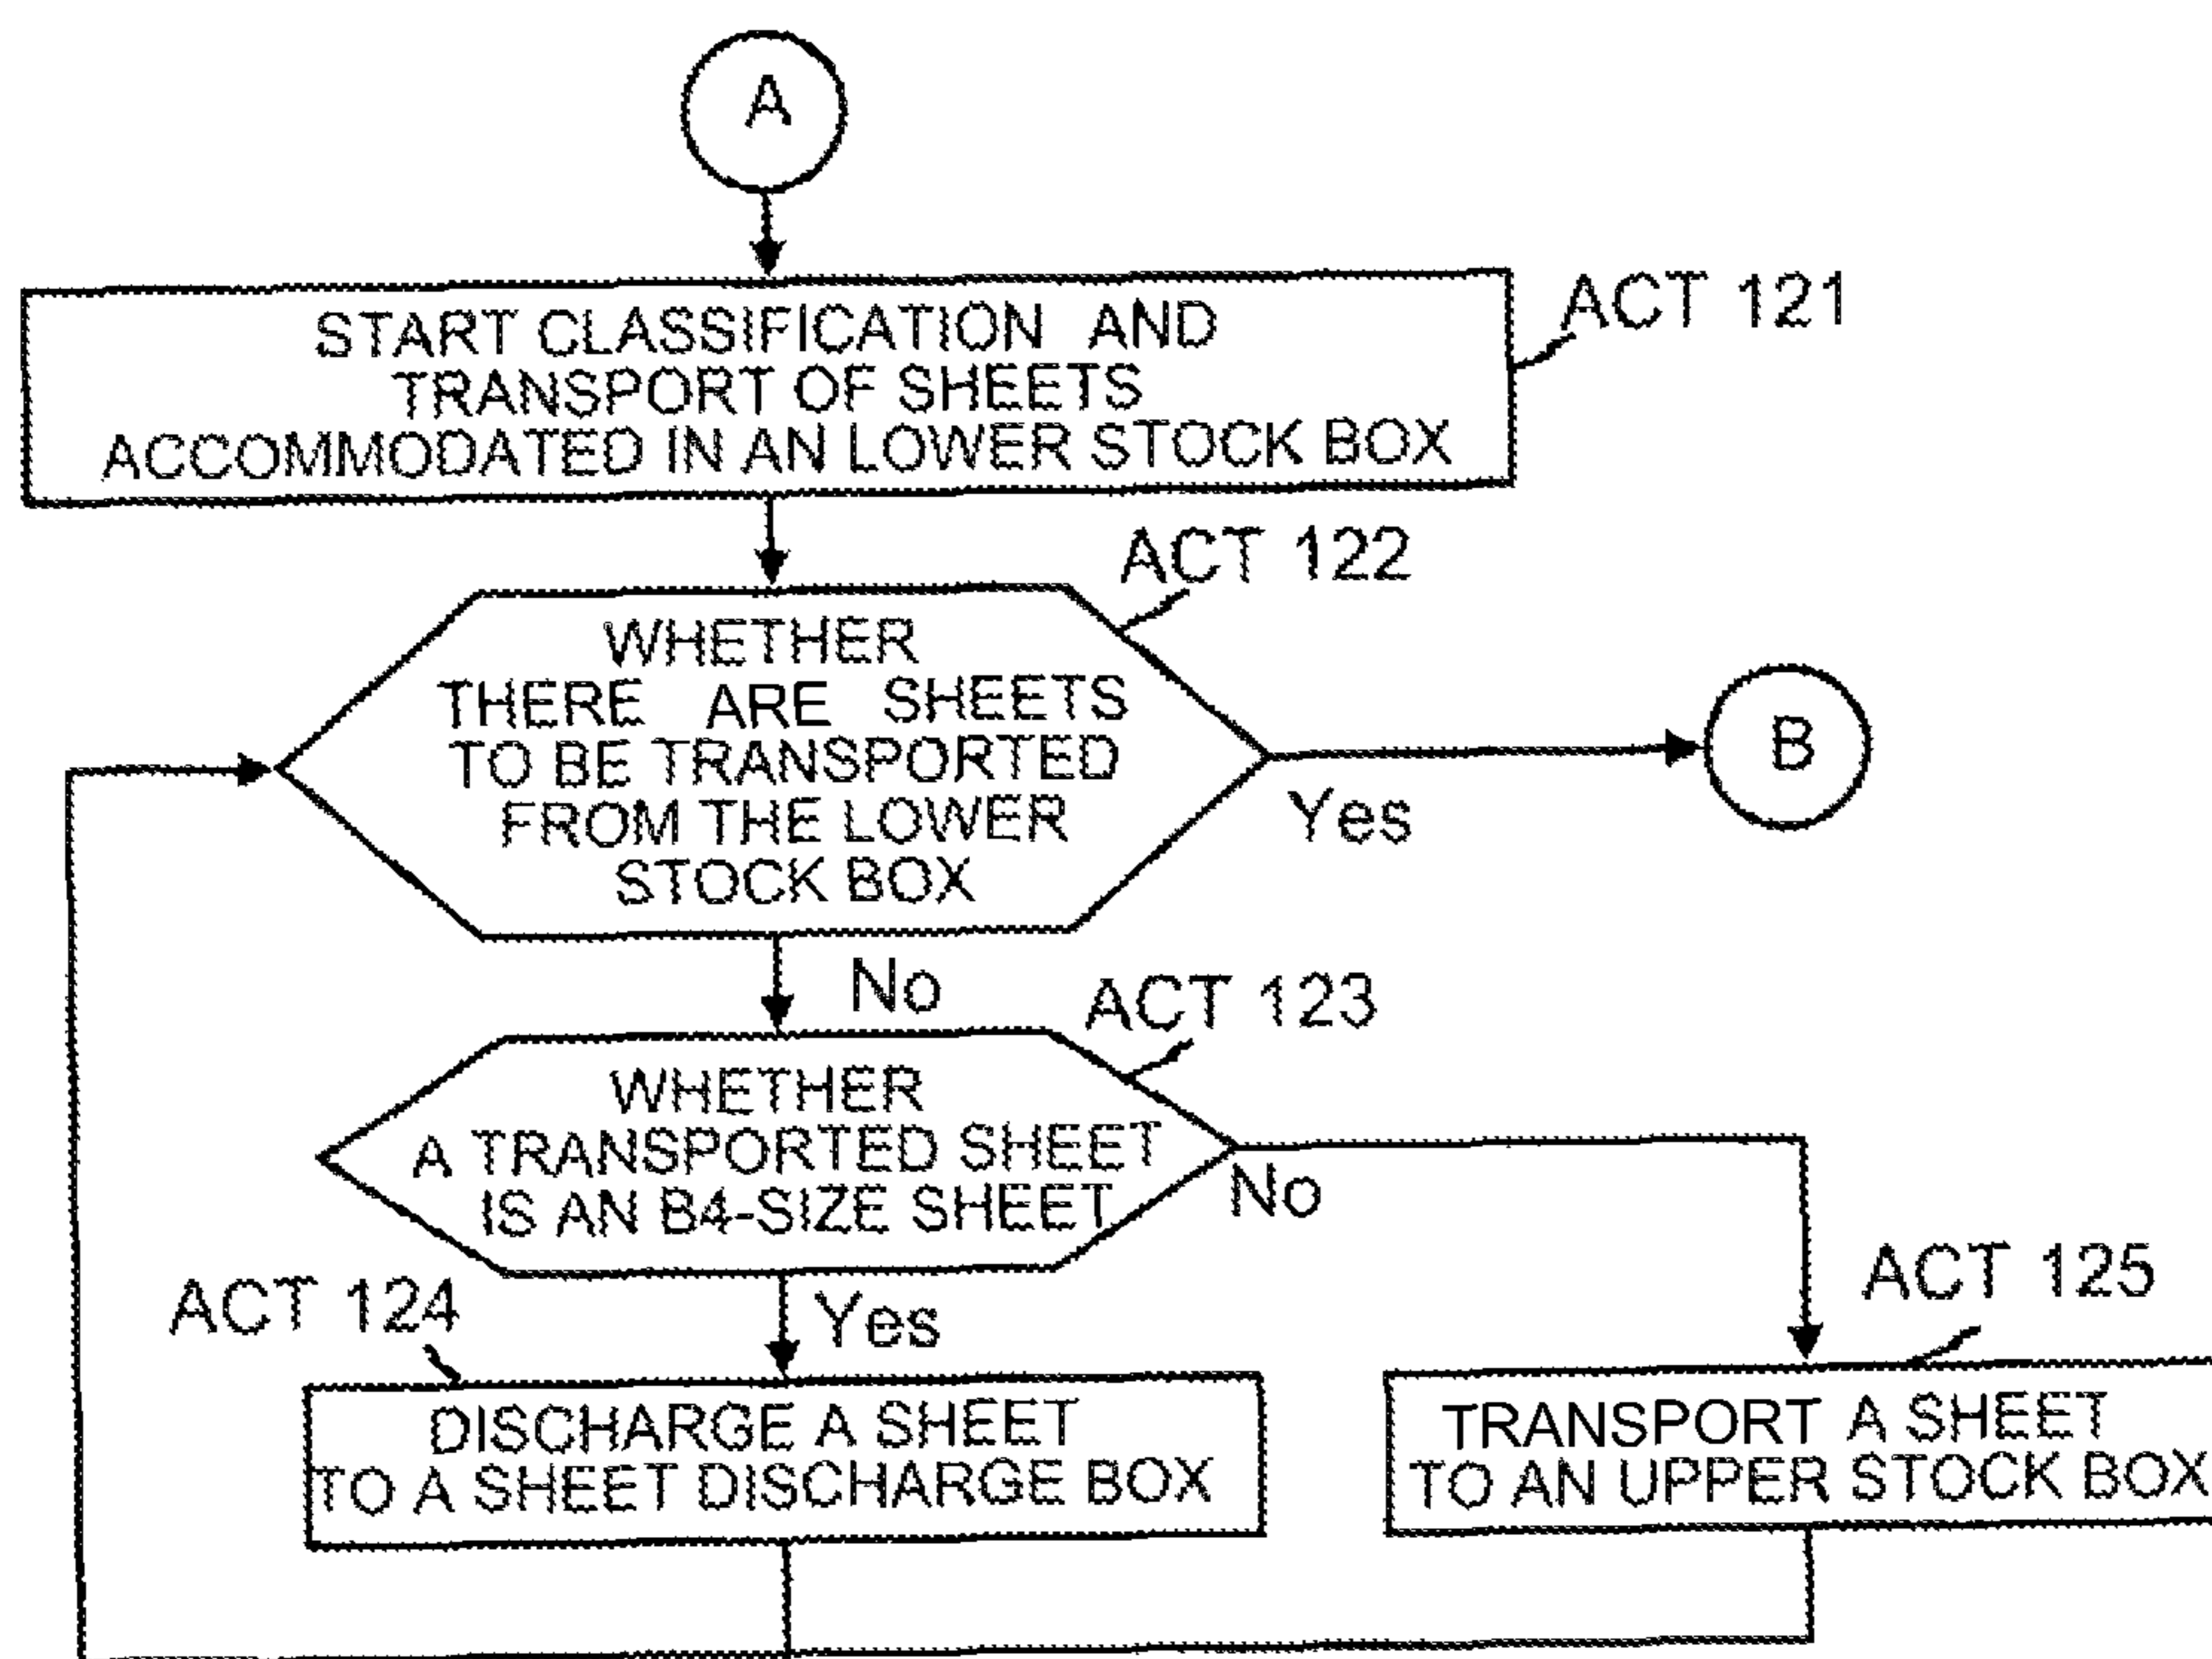 A
START CLASSIFICATION AND
TRANSPORT OF SHEETS
ACCOMMODATED IN AN LOWER STOCK BOX
ACT 121
ACT 122
WHETHER
THERE ARE SHEETS
TO BE TRANSPORTED
FROM THE LOWER
STOCK BOX
Yes
B
No
ACT 123
WHETHER
A TRANSPORTED SHEET
IS AN B4-SIZE SHEET
No
ACT 124
Yes
ACT 125
DISCHARGE A SHEET
TO A SHEET DISCHARGE BOX
TRANSPORT A SHEET
TO AN UPPER STOCK BOX